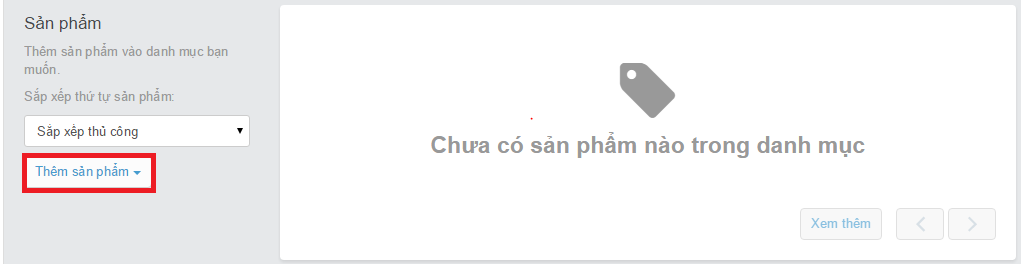 Sản phẩm
Thêm sản phẩm vào danh mục bạn
muốn.
Sắp xếp thứ tự sản phẩm:
Sắp xếp thủ công
Thêm sản phẩm
Chưa có sản phẩm nào trong danh mục
Xem thêm